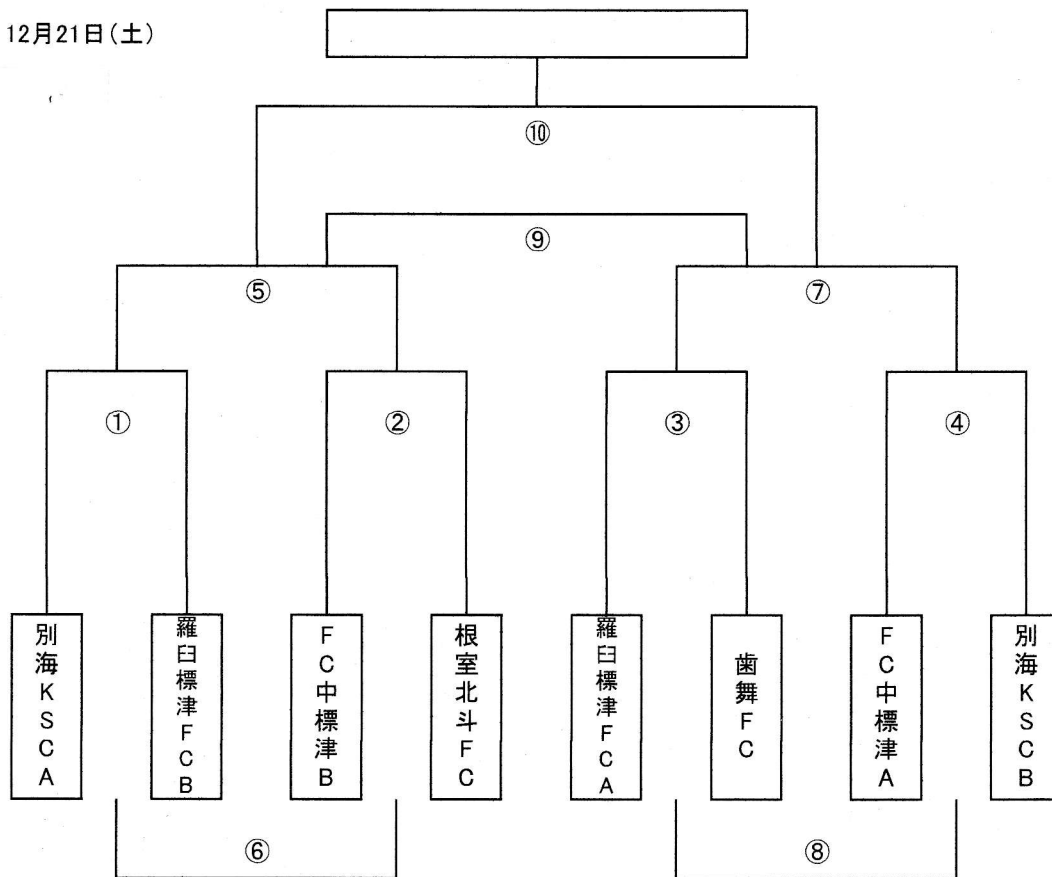 12月21日(土)
⑩
⑨
⑤
⑦
①
②
③
④
別海KSCA
羅臼標津FCB
FC中標津B
根室北斗FC
羅臼標津FCA
歯舞FC
FC中標津A
別海KSCB
⑥
⑧